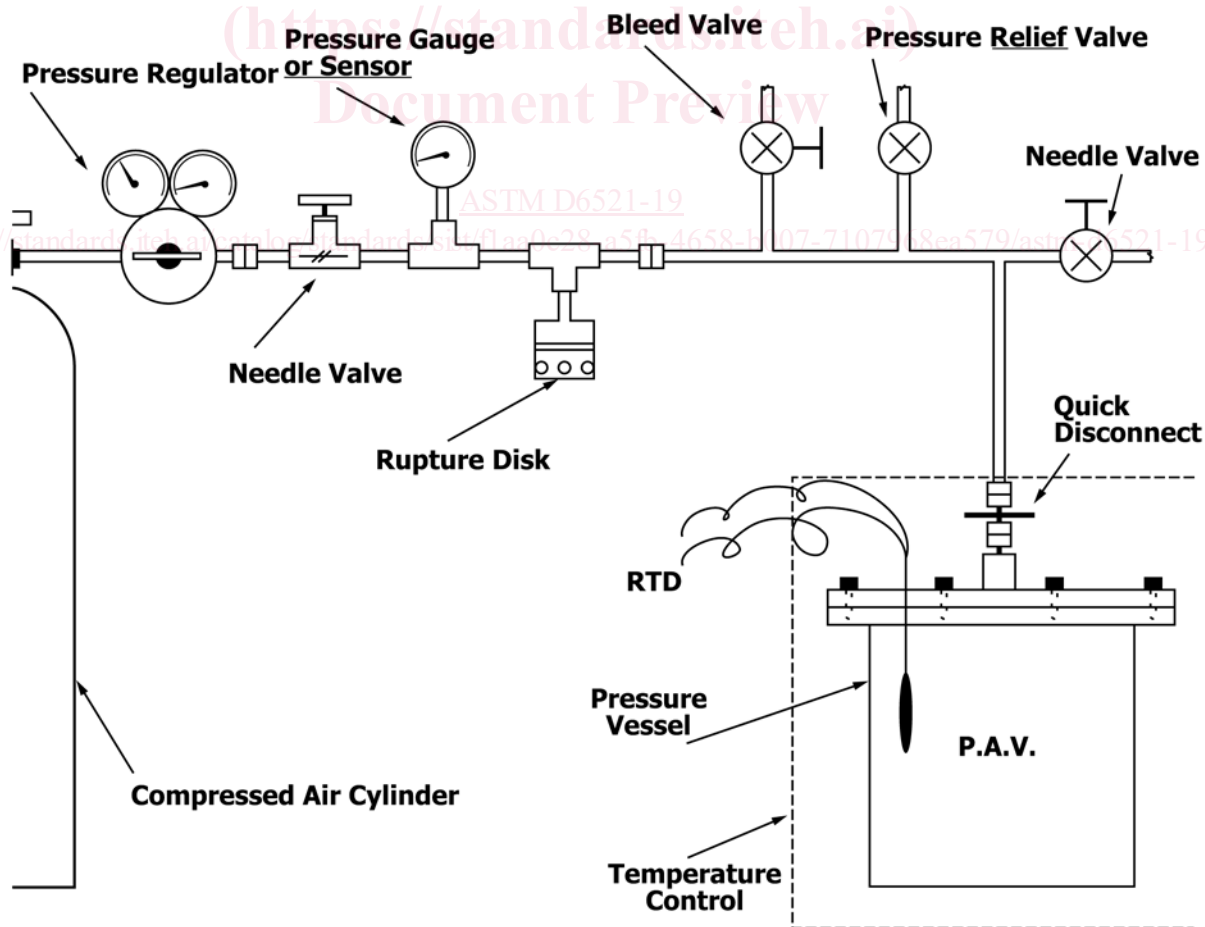 (https://standards.iteh.ai)
Document Preview
Bleed Valve
Pressure Gauge
or Sensor
Pressure Relief Valve
Pressure Regulator
Needle Valve
ASTM D6521-19
Needle Valve
Rupture Disk
Quick
Disconnect
RTD
Pressure
Vessel
P.A.V.
Compressed Air Cylinder
Temperature
Control